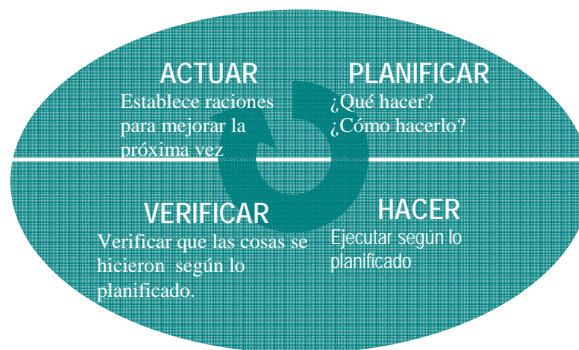 ACTUAR
Establece raciones
para mejorar la
próxima vez
PLANIFICAR
¿Qué hacer?
¿Cómo hacerlo?
VERIFICAR
Verificar que las cosas se
hicieron según lo
planificado.
HACER
Ejecutar según lo
planificado